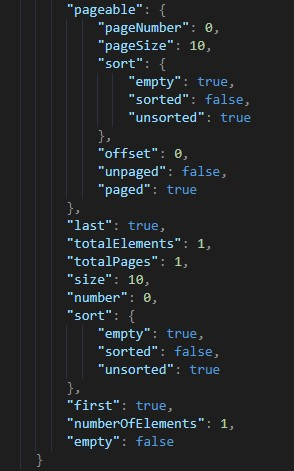 "pageable": {
"pageNumber": 0,
"pageSize": 10,
"sort": {
"empty": true,
"sorted": false,
"unsorted": true
},
"offset": 0,
"unpaged": false,
"paged": true
},
"last": true,
"totalElements": 1,
"totalPages": 1,
"size": 10,
"number": 0,
"sort": {
"empty": true,
"sorted": false,
"unsorted": true
},
"first": true,
"numberOfElements": 1,
"empty": false
}